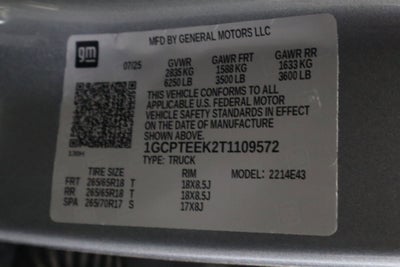 gm
MFD BY GENERAL MOTORS LLC
07/25 GVWR GAWR FRT GAWR RR
2835 KG 1588 KG 1633 KG
6250 LB 3500 LB 3600 LB
THIS VEHICLE CONFORMS TO ALL
APPLICABLE U.S. FEDERAL MOTOR
VEHICLE SAFETY STANDARDS IN EFFECT
ON THE DATE OF MANUFACTURE
SHOWN ABOVE.
1GCPTEEK2T1109572
TYPE: TRUCK
TIRE SIZE RIM MODEL: 2214E43
FRT 265/65R18 T 18X8.5J
RR 265/65R18 T 18X8.5J
SPA 265/70R17 S 17X8J